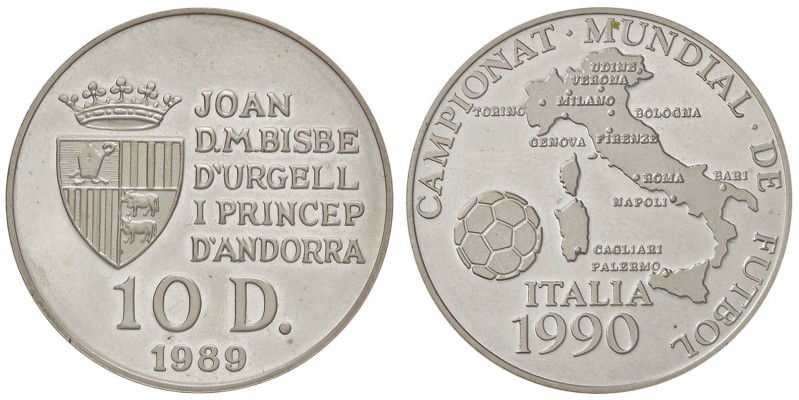 JOAN
D.M.BISBE
D'URGELL
I PRINCEP
D'ANDORRA
10 D.
1989
CAMPIONAT · MUNDIAL · DE · FUTBOL
UDINE
VERONA
MILANO
TORINO
BOLOGNA
GENOVA
FIRENZE
ROMA
BARI
NAPOLI
CAGLIARI
PALERMO
ITALIA
1990